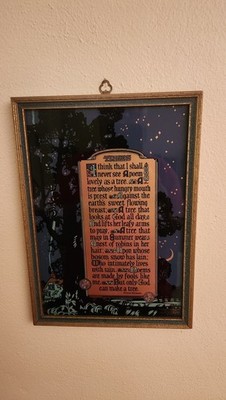 TREES
I think that I shall
never see A poem
lovely as a tree. A
tree whose hungry mouth
is prest Against the
earth's sweet flowing
breast; A tree that
looks at God all day,
And lifts her leafy arms
to pray; A tree that
may in Summer wear A
nest of robins in her
hair; Upon whose
bosom snow has lain;
Who intimately lives
with rain. Poems
are made by fools like
me, But only God
can make a tree.